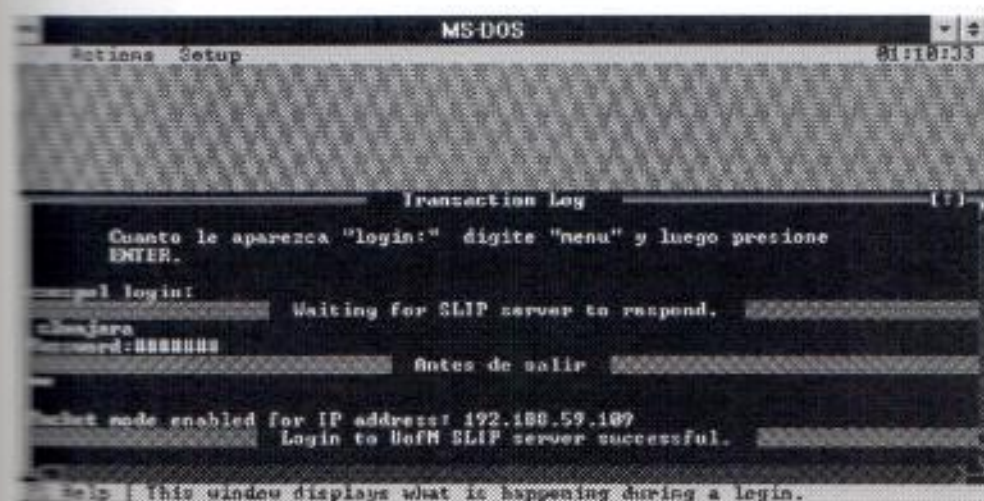 MS-DOS
Actions Setup 01:10:33
Transaction Log [↑]
Cuanto le aparezca "login:" digite "menu" y luego presione
ENTER.
login:
Waiting for SLIP server to respond.
Antes de salir
mode enabled for IP address: 192.188.59.109
Login to UofM SLIP server successful.
Help | This window displays what is happening during a login.